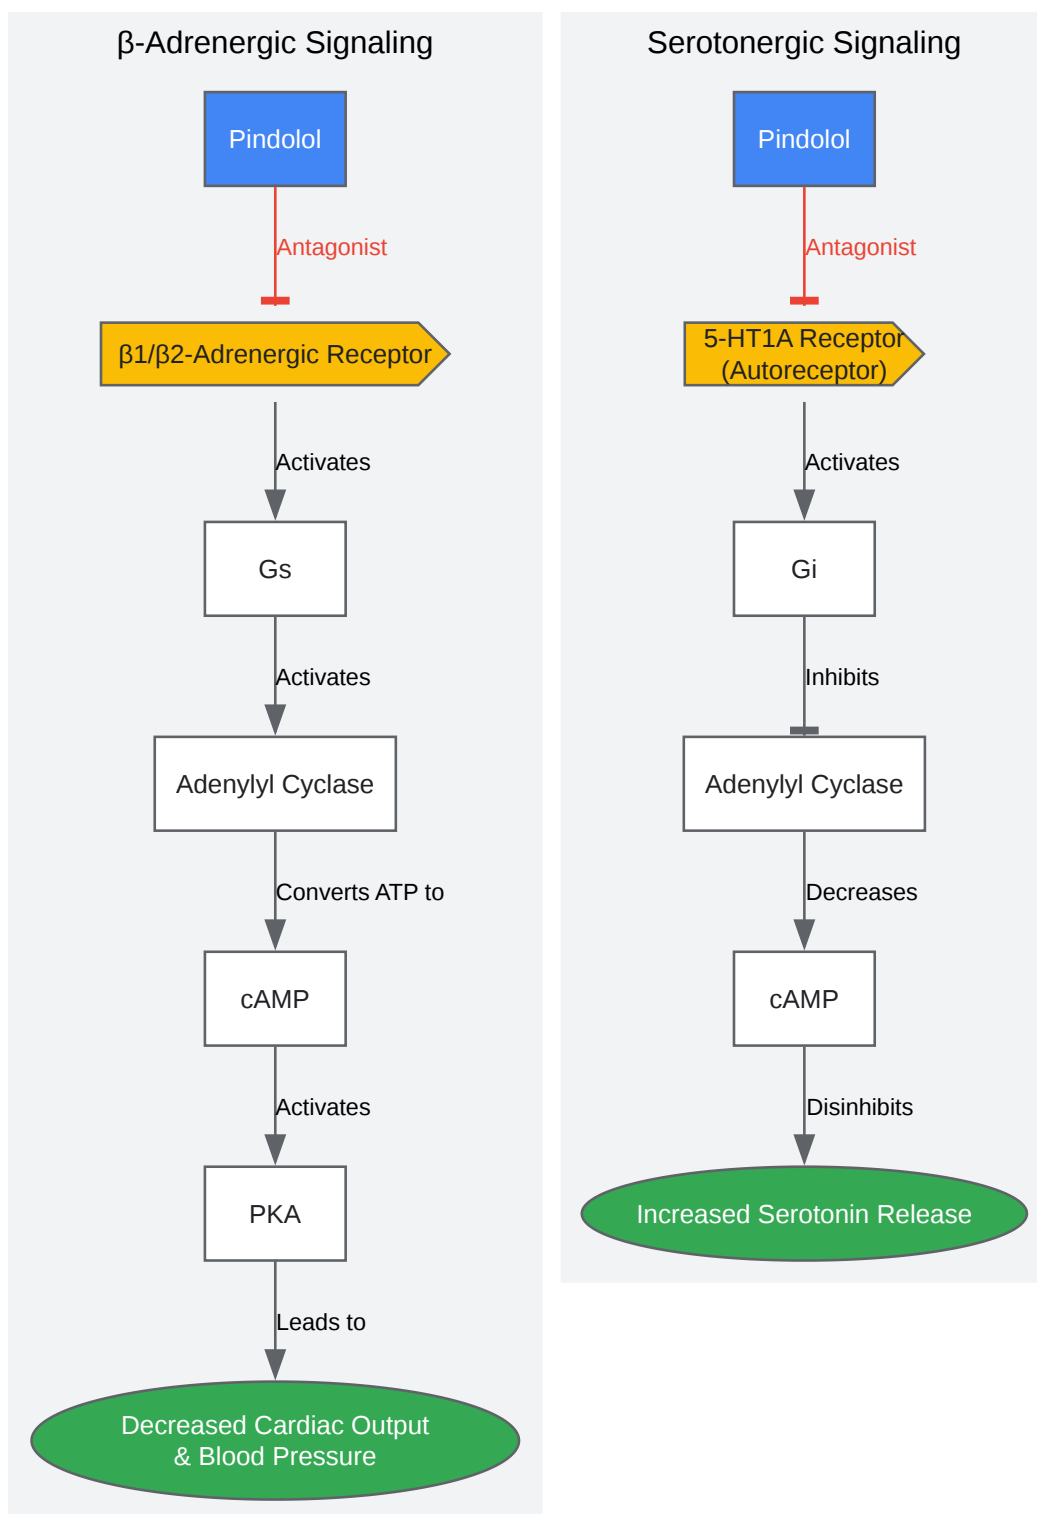 β-Adrenergic Signaling
Pindolol
Antagonist
β1/β2-Adrenergic Receptor
Activates
Gs
Activates
Adenylyl Cyclase
Converts ATP to
cAMP
Activates
PKA
Leads to
Decreased Cardiac Output
& Blood Pressure
Serotonergic Signaling
Pindolol
Antagonist
5-HT1A Receptor
(Autoreceptor)
Activates
Gi
Inhibits
Adenylyl Cyclase
Decreases
cAMP
Disinhibits
Increased Serotonin Release